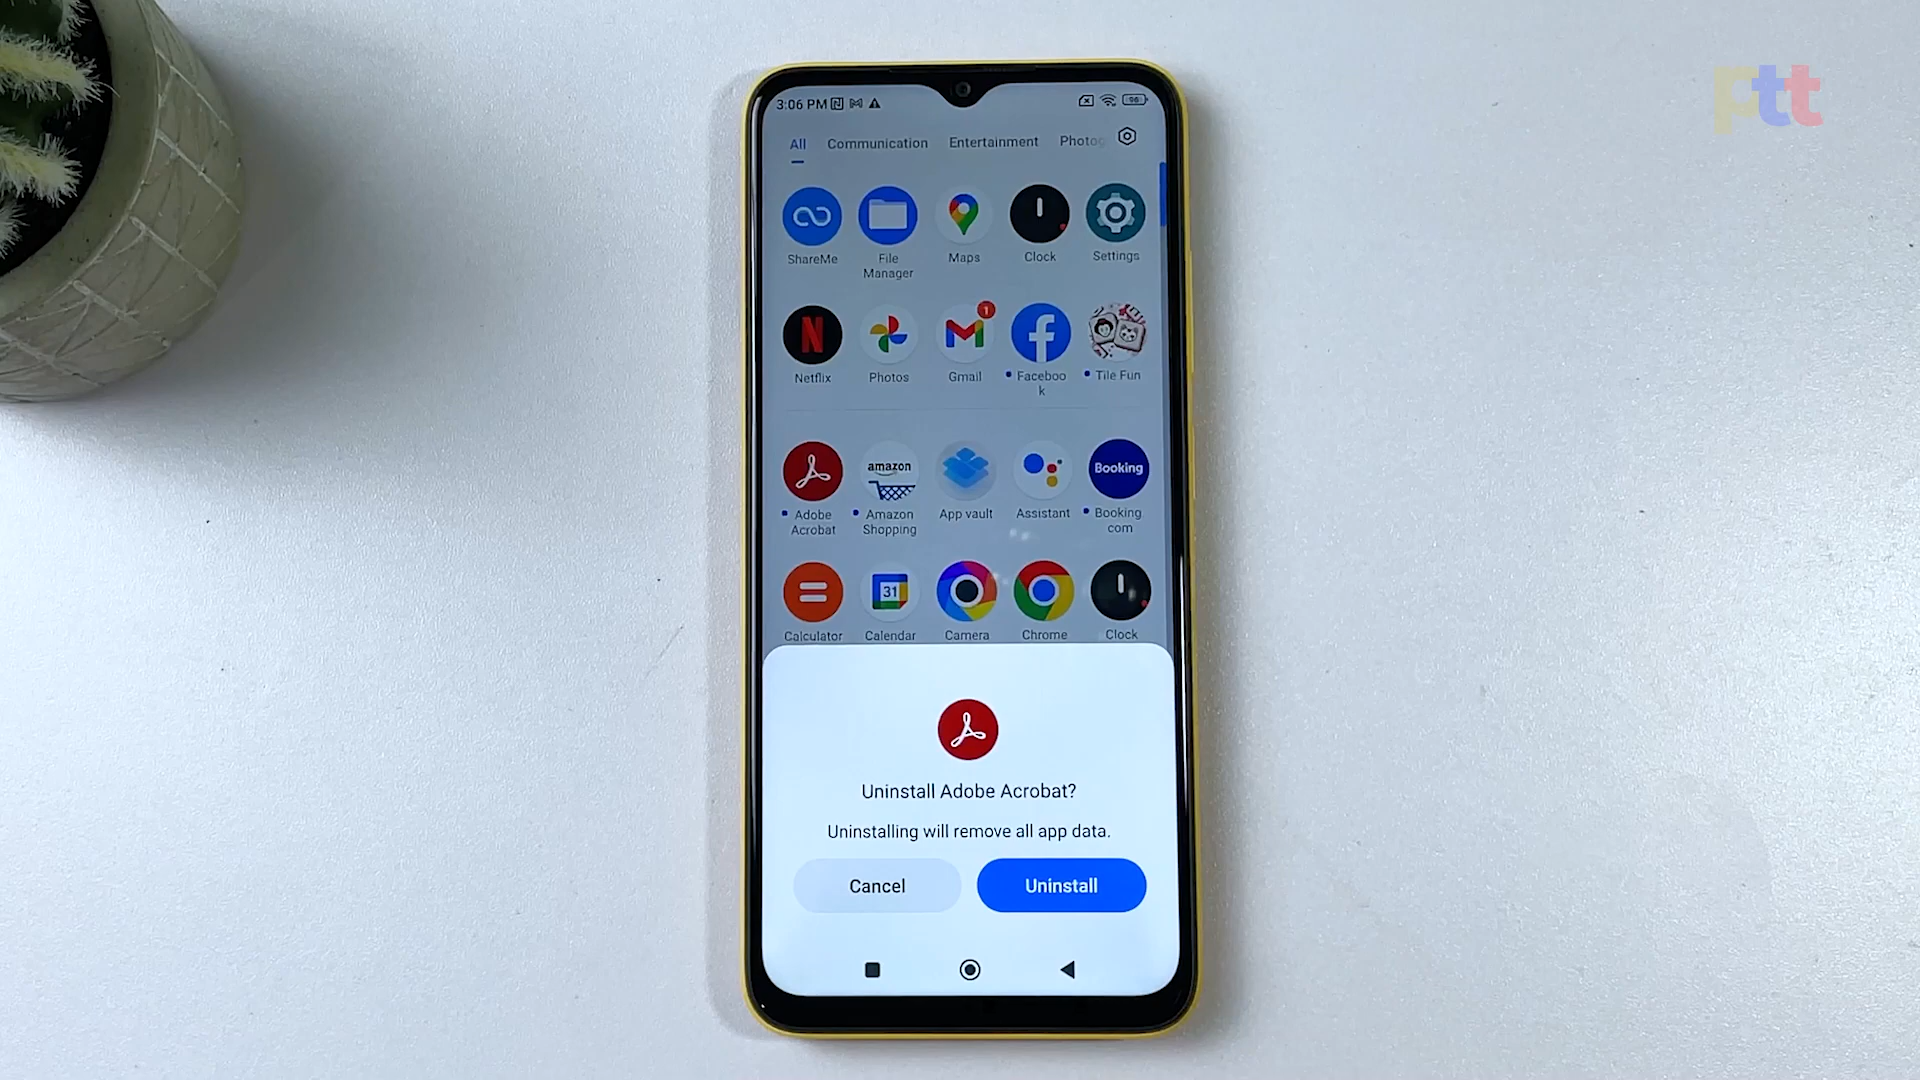 ptt
3:06 PM
96
All Communication Entertainment Photog
ShareMe File Maps Clock Settings
Manager
N
1
Netflix Photos Gmail Faceboo Tile Fun
k
amazon
Booking
Adobe Amazon App vault Assistant Booking.
Acrobat Shopping com
31
Calculator Calendar Camera Chrome Clock
Uninstall Adobe Acrobat?
Uninstalling will remove all app data.
Cancel Uninstall